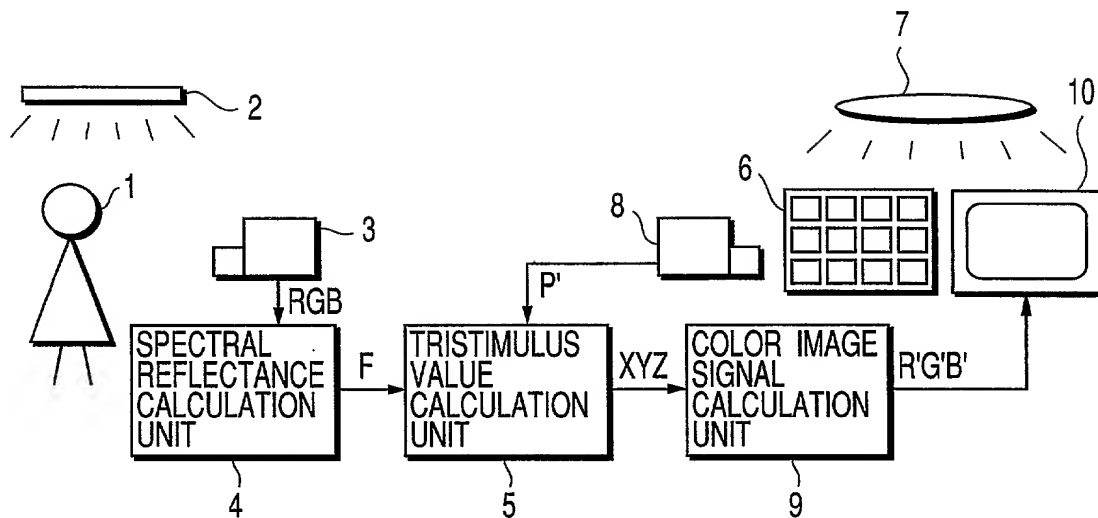 7
10
2
1
6
8
3
P'
RGB
SPECTRAL
REFLECTANCE
CALCULATION
UNIT
F
TRISTIMULUS
VALUE
CALCULATION
UNIT
XYZ
COLOR IMAGE
SIGNAL
CALCULATION
UNIT
R'G'B'
4
5
9